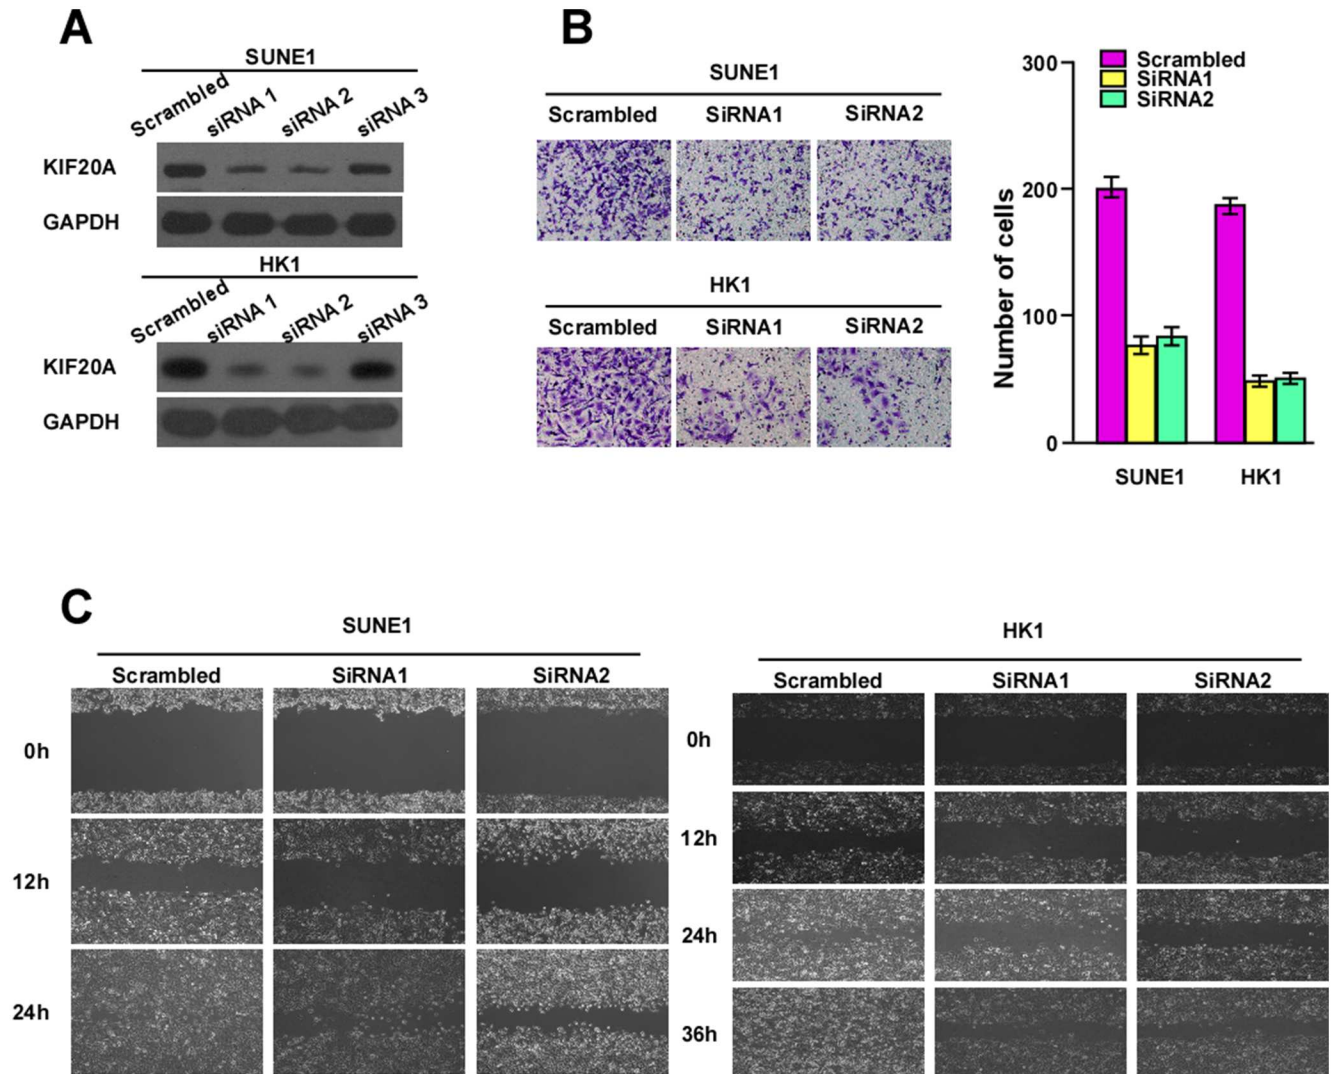 A
SUNE1
Scrambled siRNA 1 siRNA 2 siRNA 3
KIF20A
GAPDH
HK1
Scrambled siRNA 1 siRNA 2 siRNA 3
KIF20A
GAPDH
B
SUNE1
Scrambled SiRNA1 SiRNA2
HK1
Scrambled SiRNA1 SiRNA2
Scrambled
SiRNA1
SiRNA2
Number of cells
300
200
100
0
SUNE1 HK1
C
SUNE1
Scrambled SiRNA1 SiRNA2
0h
12h
24h
HK1
Scrambled SiRNA1 SiRNA2
0h
12h
24h
36h